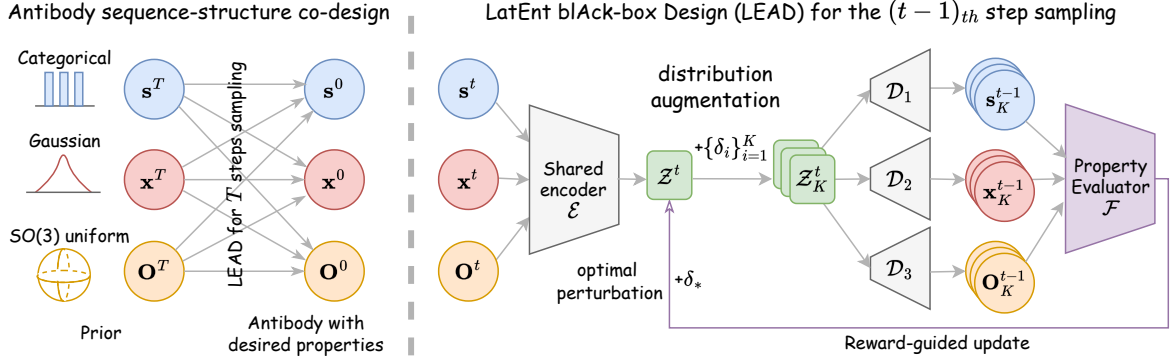 Antibody sequence-structure co-design
Categorical
Gaussian
SO(3) uniform
s^T
x^T
O^T
LEAD for T steps sampling
s^0
x^0
O^0
Prior
Antibody with
desired properties
LatEnt blAck-box Design (LEAD) for the (t − 1)_{th} step sampling
s^t
x^t
O^t
Shared
encoder
ℰ
𝒵^t
distribution
augmentation
+{δ_i}_{i=1}^K
𝒵_K^t
𝒟_1
𝒟_2
𝒟_3
s_K^{t−1}
x_K^{t−1}
O_K^{t−1}
Property
Evaluator
ℱ
optimal
perturbation
+δ_*
Reward-guided update